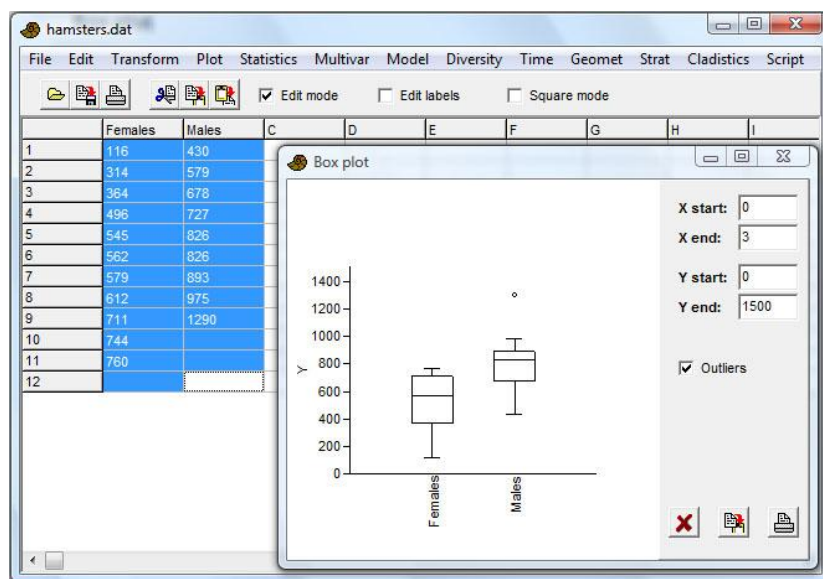 hamsters.dat
File Edit Transform Plot Statistics Multivar Model Diversity Time Geomet Strat Cladistics Script
Edit mode Edit labels Square mode
Females Males C D E F G H I
1 116 430
2 314 579
3 364 678
4 496 727
5 545 826
6 562 826
7 579 893
8 612 975
9 711 1290
10 744
11 760
12
Box plot
1400
1200
1000
800
600
400
200
0
Y
Females
Males
X start: 0
X end: 3
Y start: 0
Y end: 1500
Outliers